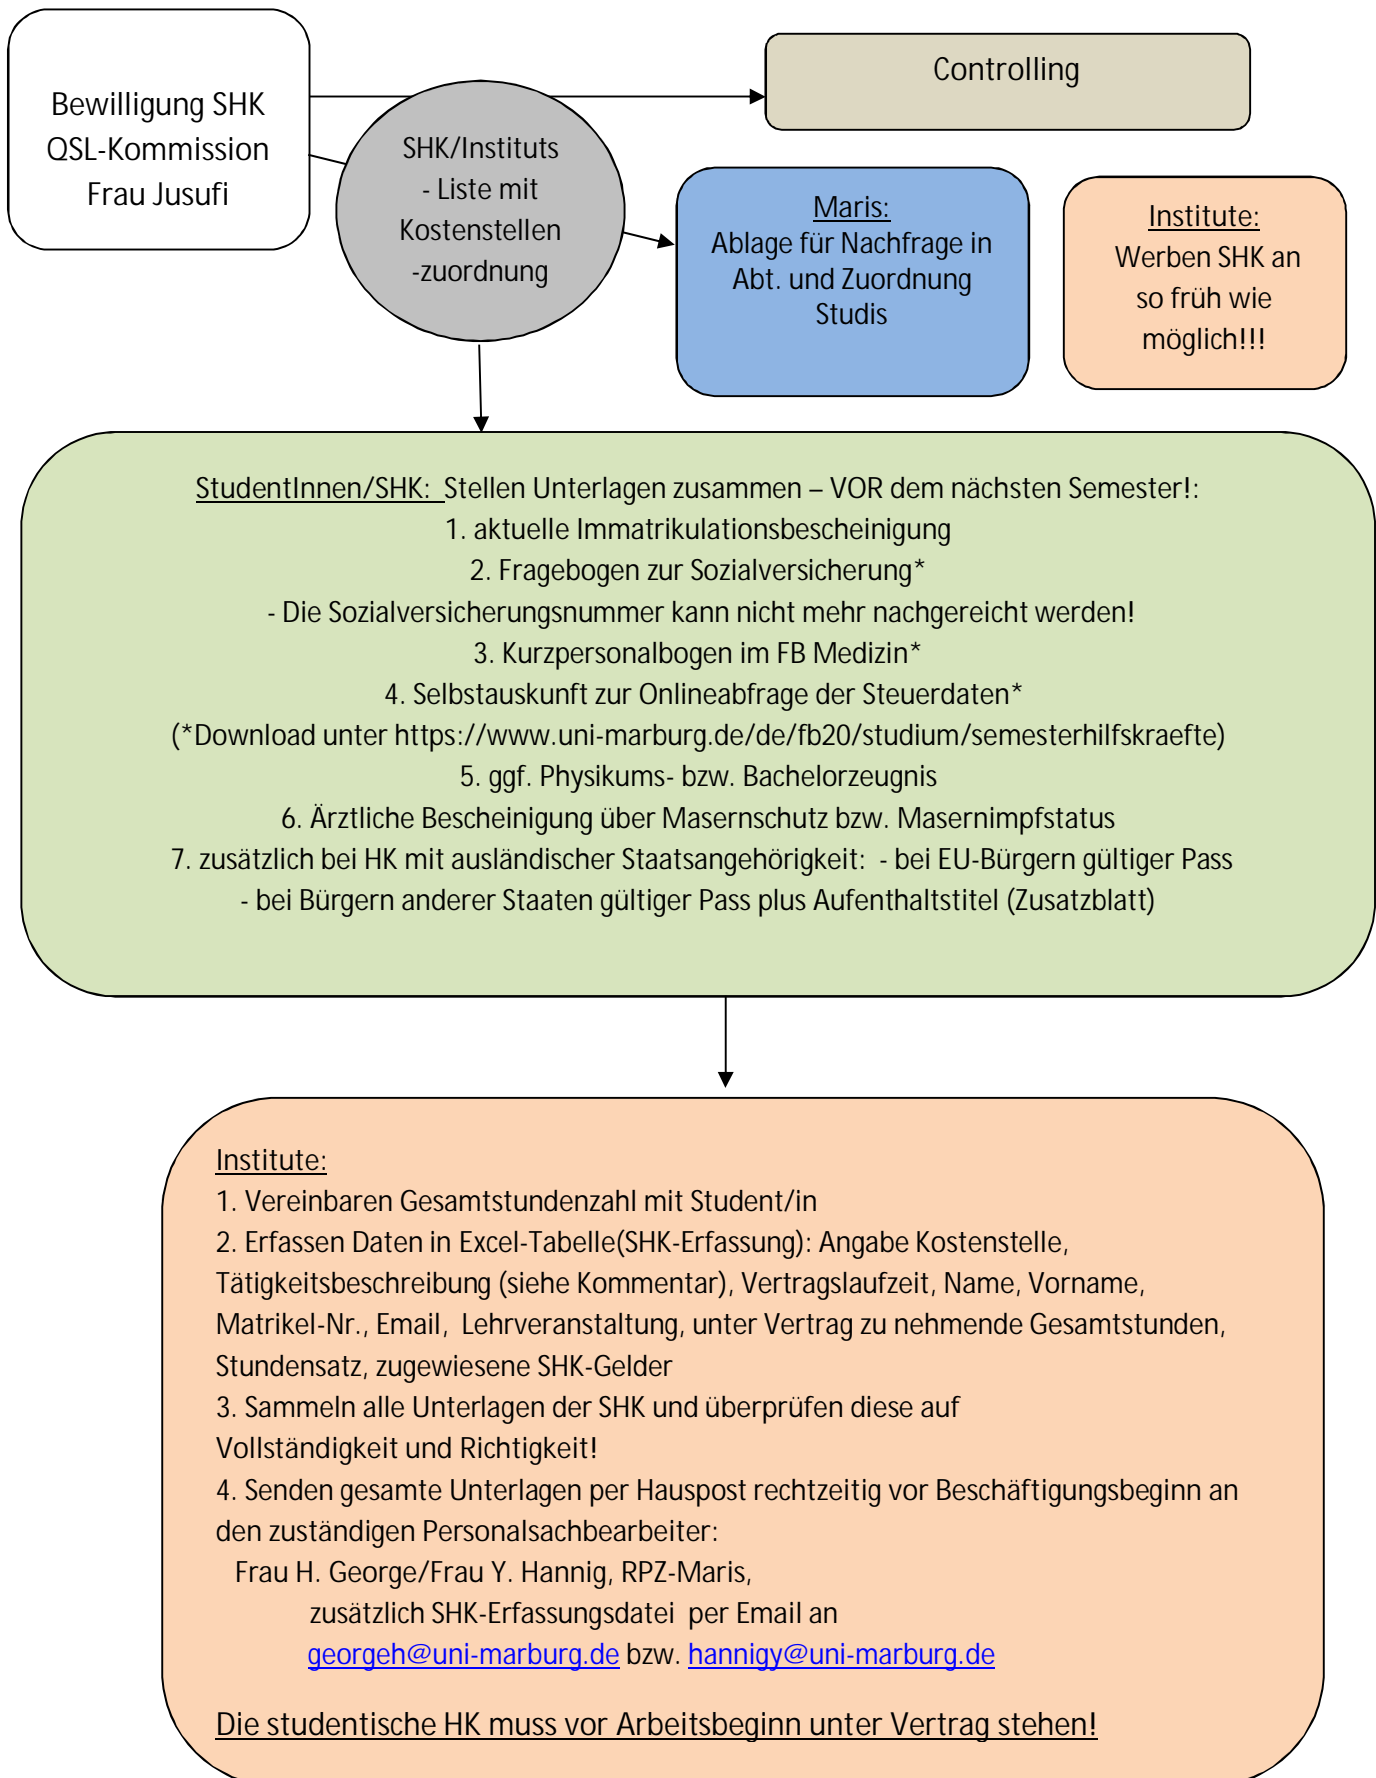 Bewilligung SHK
QSL-Kommission
Frau Jusufi
SHK/Instituts
- Liste mit
Kostenstellen
-zuordnung
Controlling
Maris:
Ablage für Nachfrage in
Abt. und Zuordnung
Studis
Institute:
Werben SHK an
so früh wie
möglich!!!
StudentInnen/SHK: Stellen Unterlagen zusammen – VOR dem nächsten Semester!:
1. aktuelle Immatrikulationsbescheinigung
2. Fragebogen zur Sozialversicherung*
- Die Sozialversicherungsnummer kann nicht mehr nachgereicht werden!
3. Kurzpersonalbogen im FB Medizin*
4. Selbstauskunft zur Onlineabfrage der Steuerdaten*
(*Download unter https://www.uni-marburg.de/de/fb20/studium/semesterhilfskraefte)
5. ggf. Physikums- bzw. Bachelorzeugnis
6. Ärztliche Bescheinigung über Masernschutz bzw. Masernimpfstatus
7. zusätzlich bei HK mit ausländischer Staatsangehörigkeit: - bei EU-Bürgern gültiger Pass
- bei Bürgern anderer Staaten gültiger Pass plus Aufenthaltstitel (Zusatzblatt)
Institute:
1. Vereinbaren Gesamtstundenzahl mit Student/in
2. Erfassen Daten in Excel-Tabelle(SHK-Erfassung): Angabe Kostenstelle,
Tätigkeitsbeschreibung (siehe Kommentar), Vertragslaufzeit, Name, Vorname,
Matrikel-Nr., Email, Lehrveranstaltung, unter Vertrag zu nehmende Gesamtstunden,
Stundensatz, zugewiesene SHK-Gelder
3. Sammeln alle Unterlagen der SHK und überprüfen diese auf
Vollständigkeit und Richtigkeit!
4. Senden gesamte Unterlagen per Hauspost rechtzeitig vor Beschäftigungsbeginn an
den zuständigen Personalsachbearbeiter:
Frau H. George/Frau Y. Hannig, RPZ-Maris,
zusätzlich SHK-Erfassungsdatei per Email an
georgeh@uni-marburg.de bzw. hannigy@uni-marburg.de
Die studentische HK muss vor Arbeitsbeginn unter Vertrag stehen!